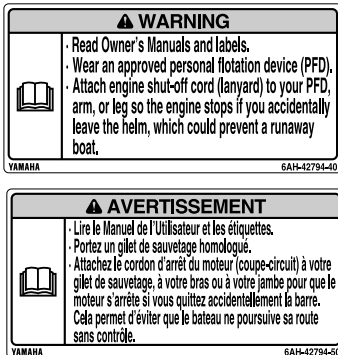 WARNING
· Read Owner's Manuals and labels.
· Wear an approved personal flotation device (PFD).
· Attach engine shut-off cord (lanyard) to your PFD,
arm, or leg so the engine stops if you accidentally
leave the helm, which could prevent a runaway
boat.
YAMAHA 6AH-42794-40
AVERTISSEMENT
· Lire le Manuel de l'Utilisateur et les étiquettes.
· Portez un gilet de sauvetage homologué.
· Attachez le cordon d'arrêt du moteur (coupe-circuit) à votre
gilet de sauvetage, à votre bras ou à votre jambe pour que le
moteur s'arrête si vous quittez accidentellement la barre.
Cela permet d'éviter que le bateau ne poursuive sa route
sans contrôle.
YAMAHA 6AH-42794-50